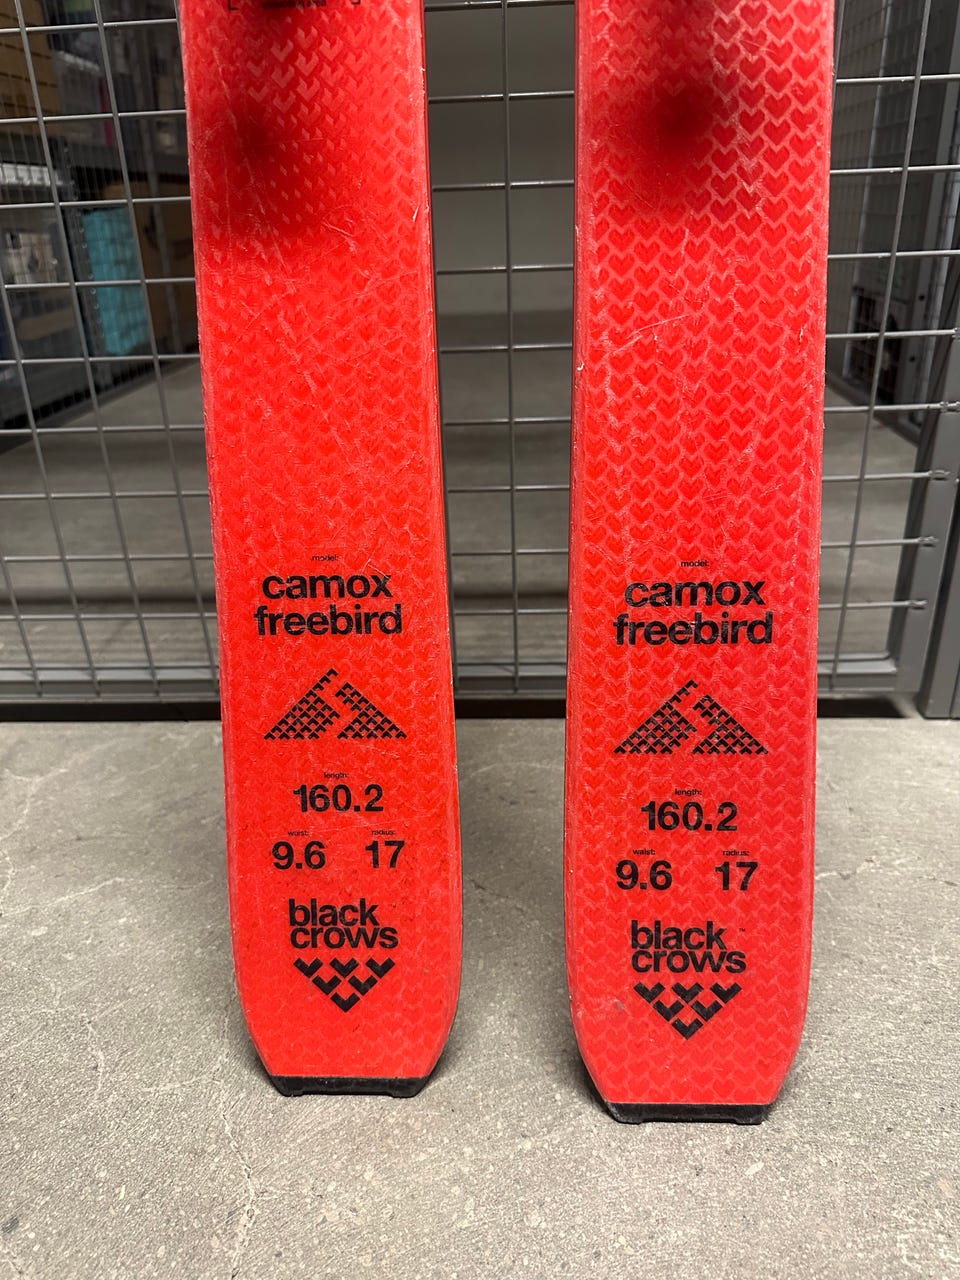 model:
camox
freebird
length:
160.2
waist: radius:
9.6 17
black
crows
model:
camox
freebird
length:
160.2
waist: radius:
9.6 17
black ™
crows